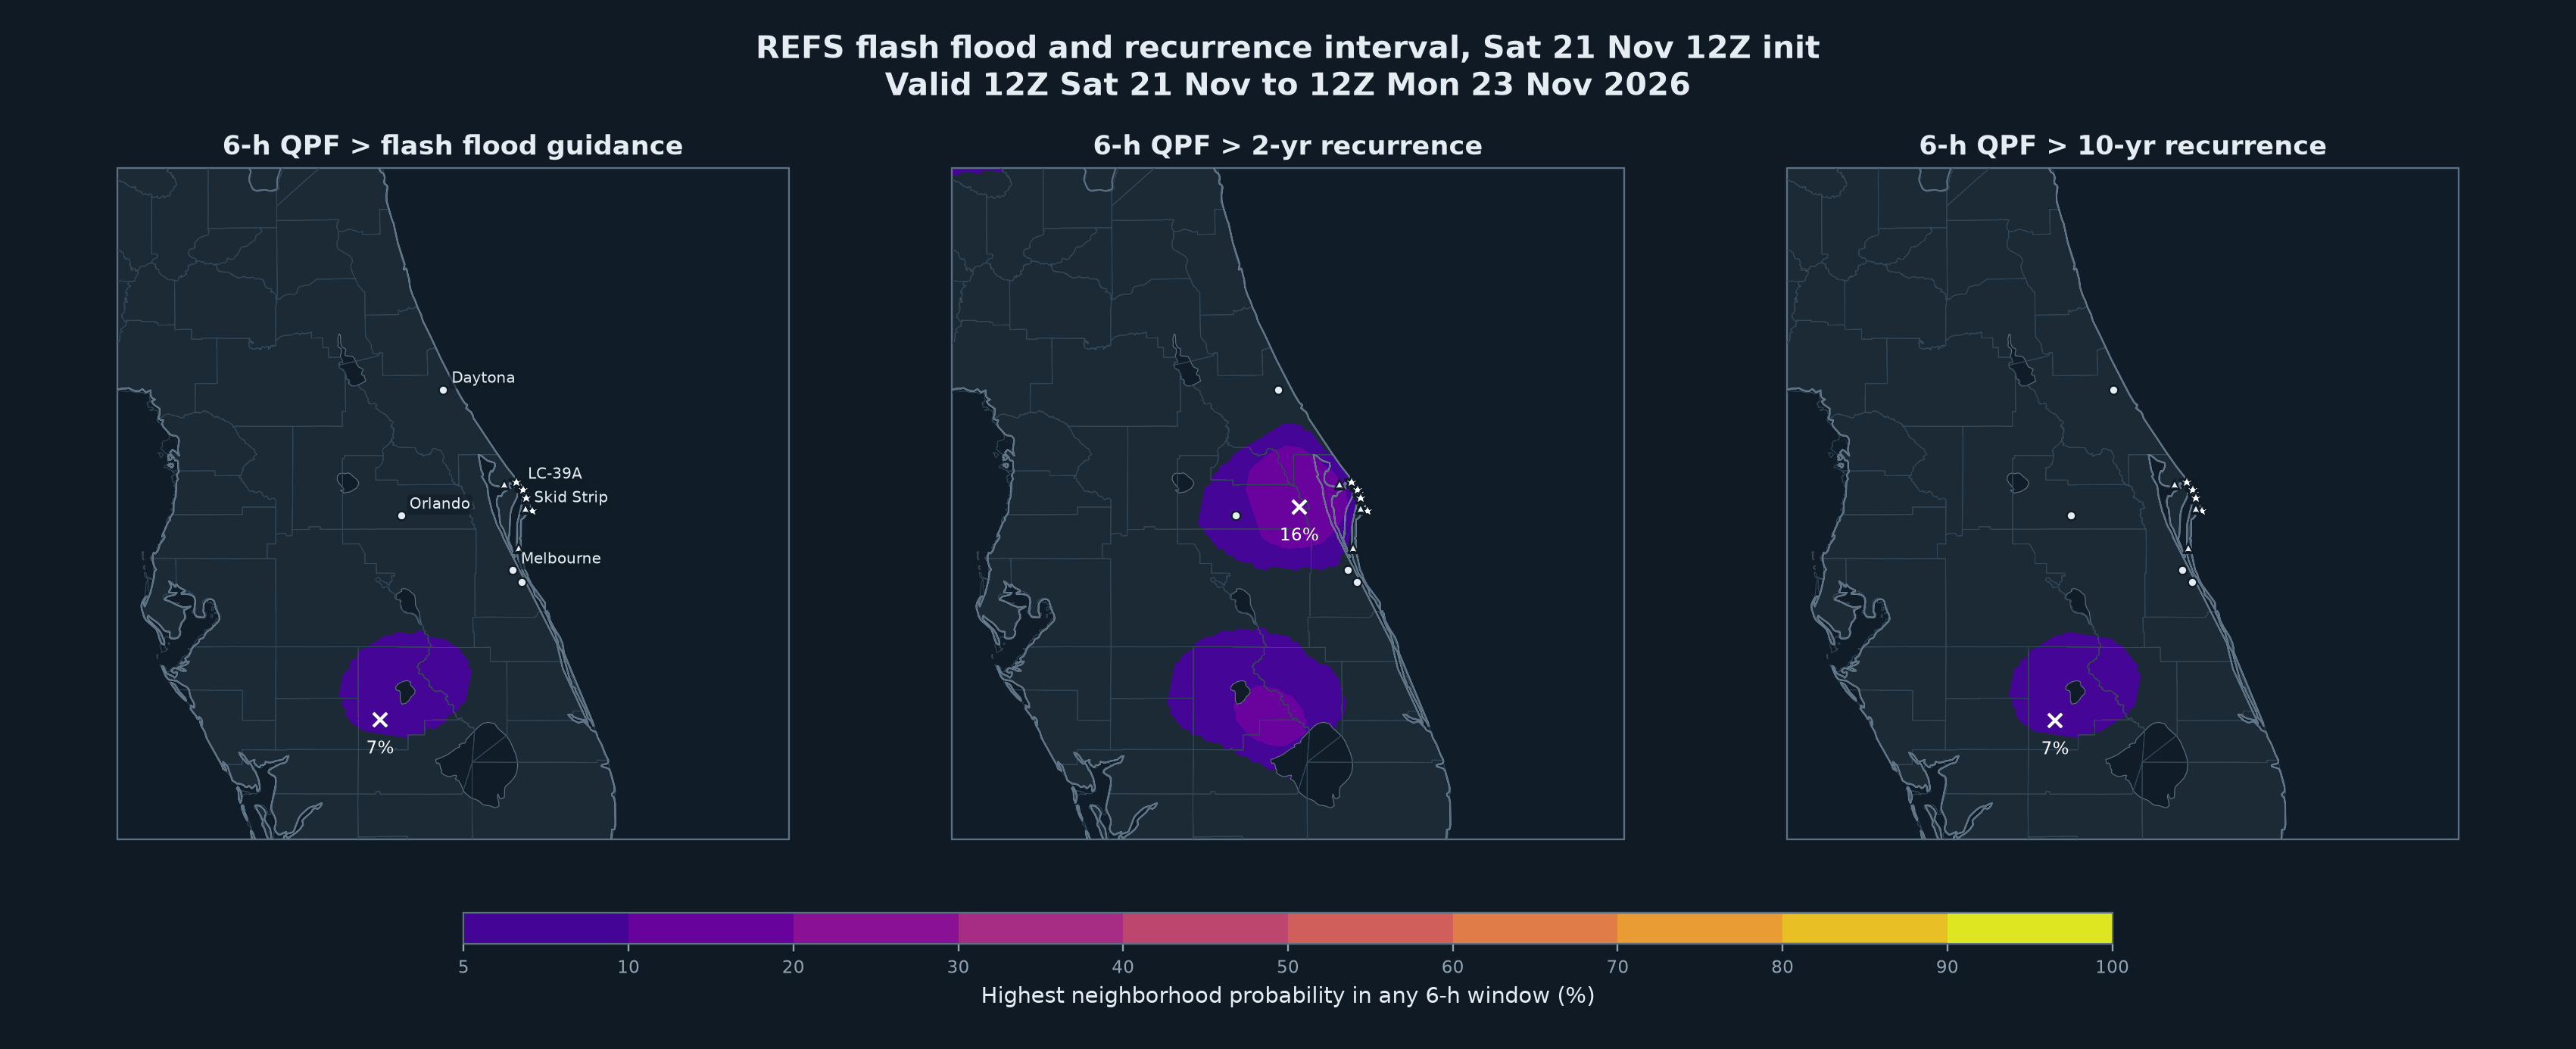 REFS flash flood and recurrence interval, Sat 21 Nov 12Z init
Valid 12Z Sat 21 Nov to 12Z Mon 23 Nov 2026
6-h QPF > flash flood guidance
6-h QPF > 2-yr recurrence
6-h QPF > 10-yr recurrence
Daytona
LC-39A
Skid Strip
Orlando
Melbourne
7%
16%
7%
5 10 20 30 40 50 60 70 80 90 100
Highest neighborhood probability in any 6-h window (%)